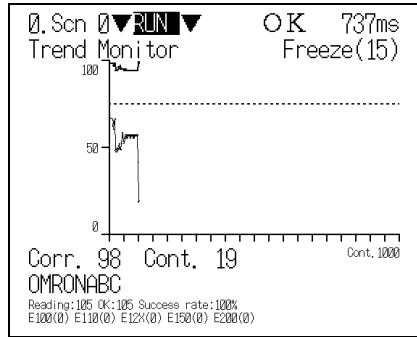 0.Scn 0▼RUN▼ OK 737ms
Trend Monitor Freeze(15)
100
50
0
Corr. 98 Cont. 19 Cont.1000
OMRONABC
Reading:105 OK:105 Success rate:100%
E100(0) E110(0) E12X(0) E150(0) E200(0)